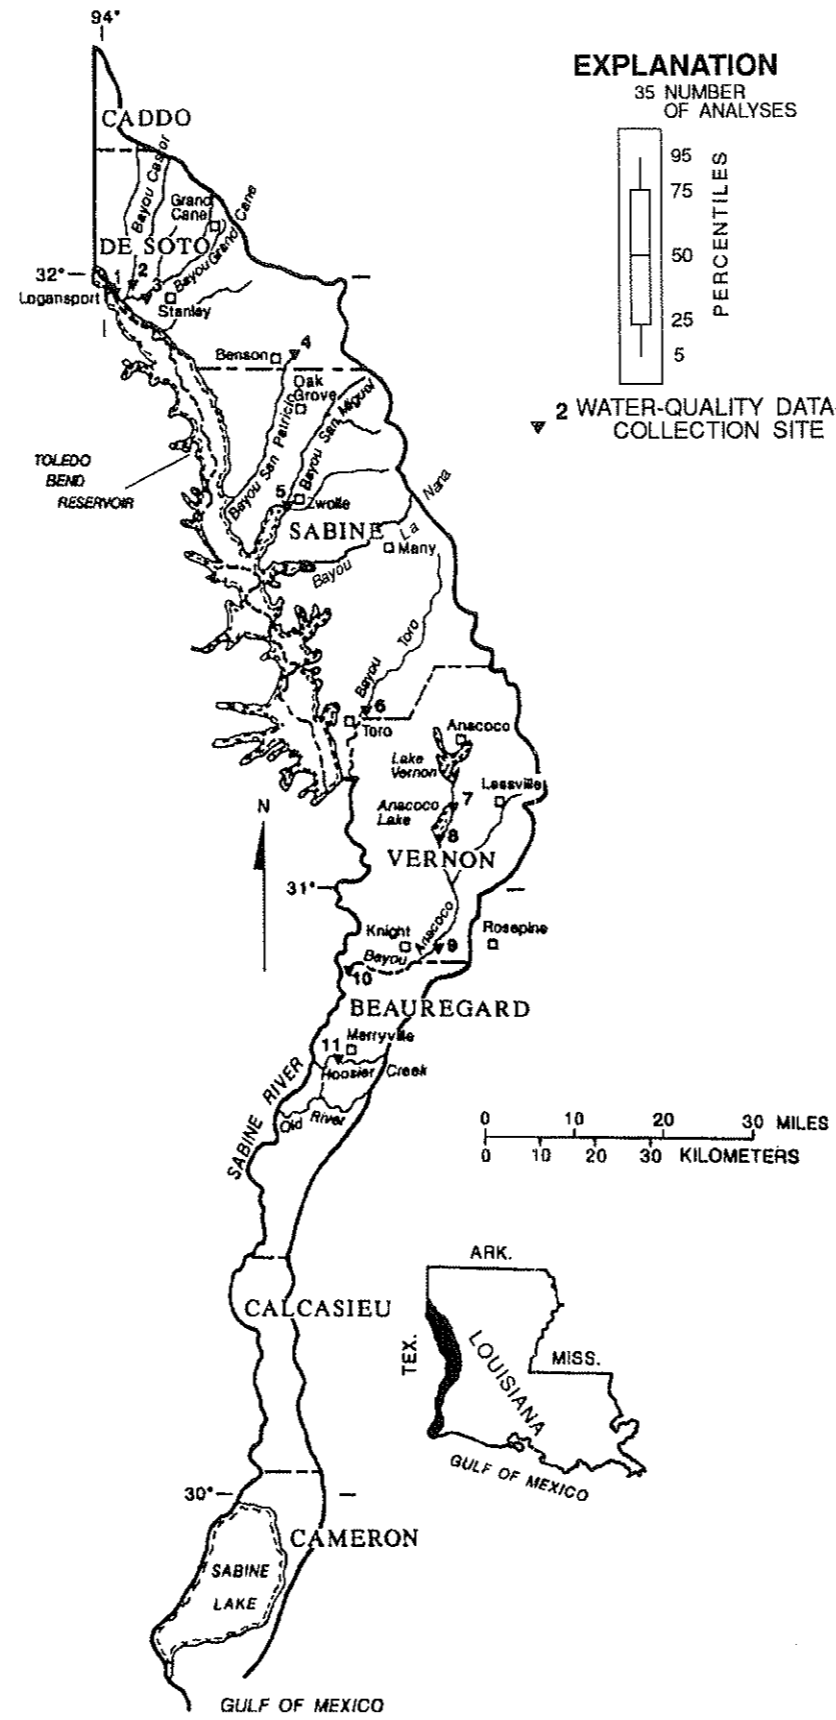 94°
EXPLANATION
35 NUMBER
OF ANALYSES
95
75
50
25
5
PERCENTILES
2 WATER-QUALITY DATA-
COLLECTION SITE
CADDO
Bayou Castor
Grand
Cane
DE SOTO
Bayou Grand Cane
32°
1
2
3
Logansport
Stanley
Benson
4
Oak
Grove
Bayou San Patricio
Bayou San Miguel
TOLEDO
BEND
RESERVOIR
5
Zwolle
SABINE
Bayou La Nana
Many
Bayou Toro
6
Toro
Anacoco
Lake
Vernon
Leesville
7
Anacoco
Lake
8
N
VERNON
31°
Knight
Rosepine
Bayou Anacoco
9
10
BEAUREGARD
Merryville
11
Hoosier Creek
Old River
SABINE RIVER
0 10 20 30 MILES
0 10 20 30 KILOMETERS
CALCASIEU
ARK.
TEX.
LOUISIANA
MISS.
GULF OF MEXICO
30°
CAMERON
SABINE
LAKE
GULF OF MEXICO